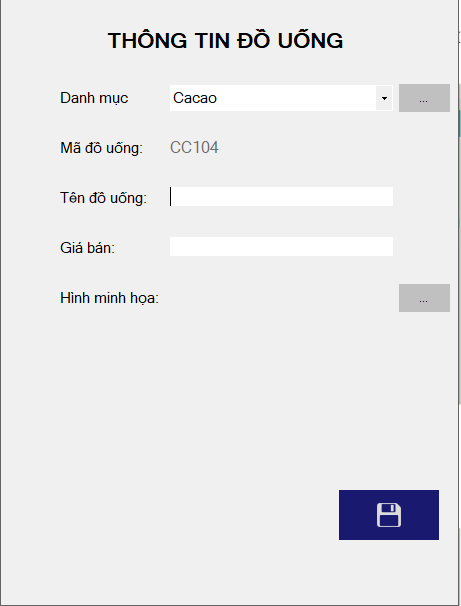 THÔNG TIN ĐỒ UỐNG
Danh mục Cacao ...
Mã đồ uống: CC104
Tên đồ uống:
Giá bán:
Hình minh họa: ...